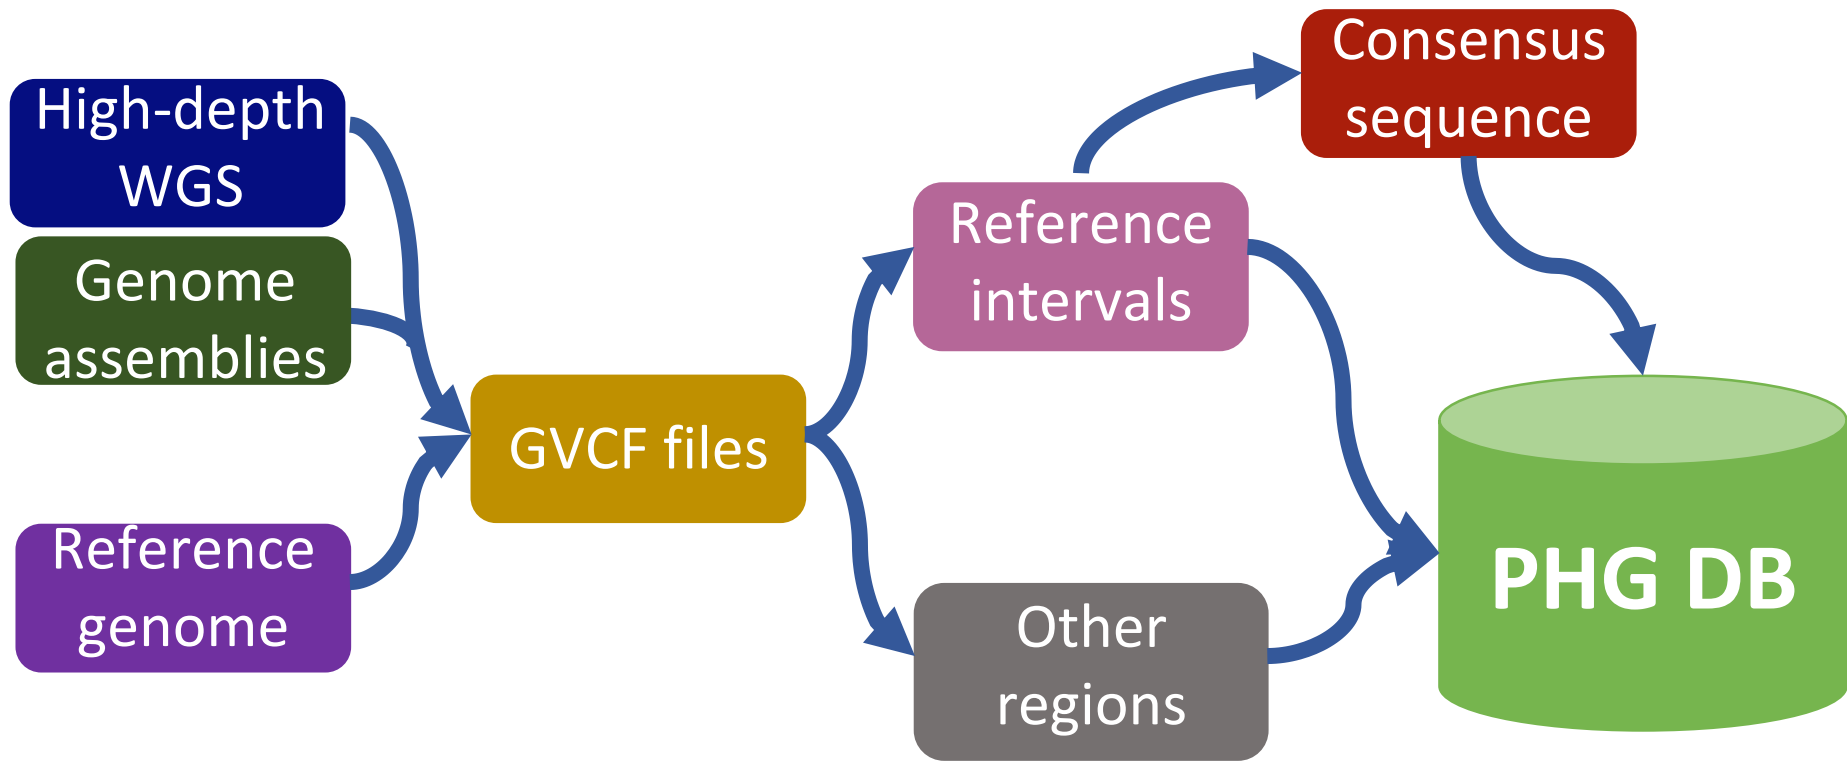 High-depth
WGS
Genome
assemblies
Reference
genome
GVCF files
Reference
intervals
Other
regions
Consensus
sequence
PHG DB